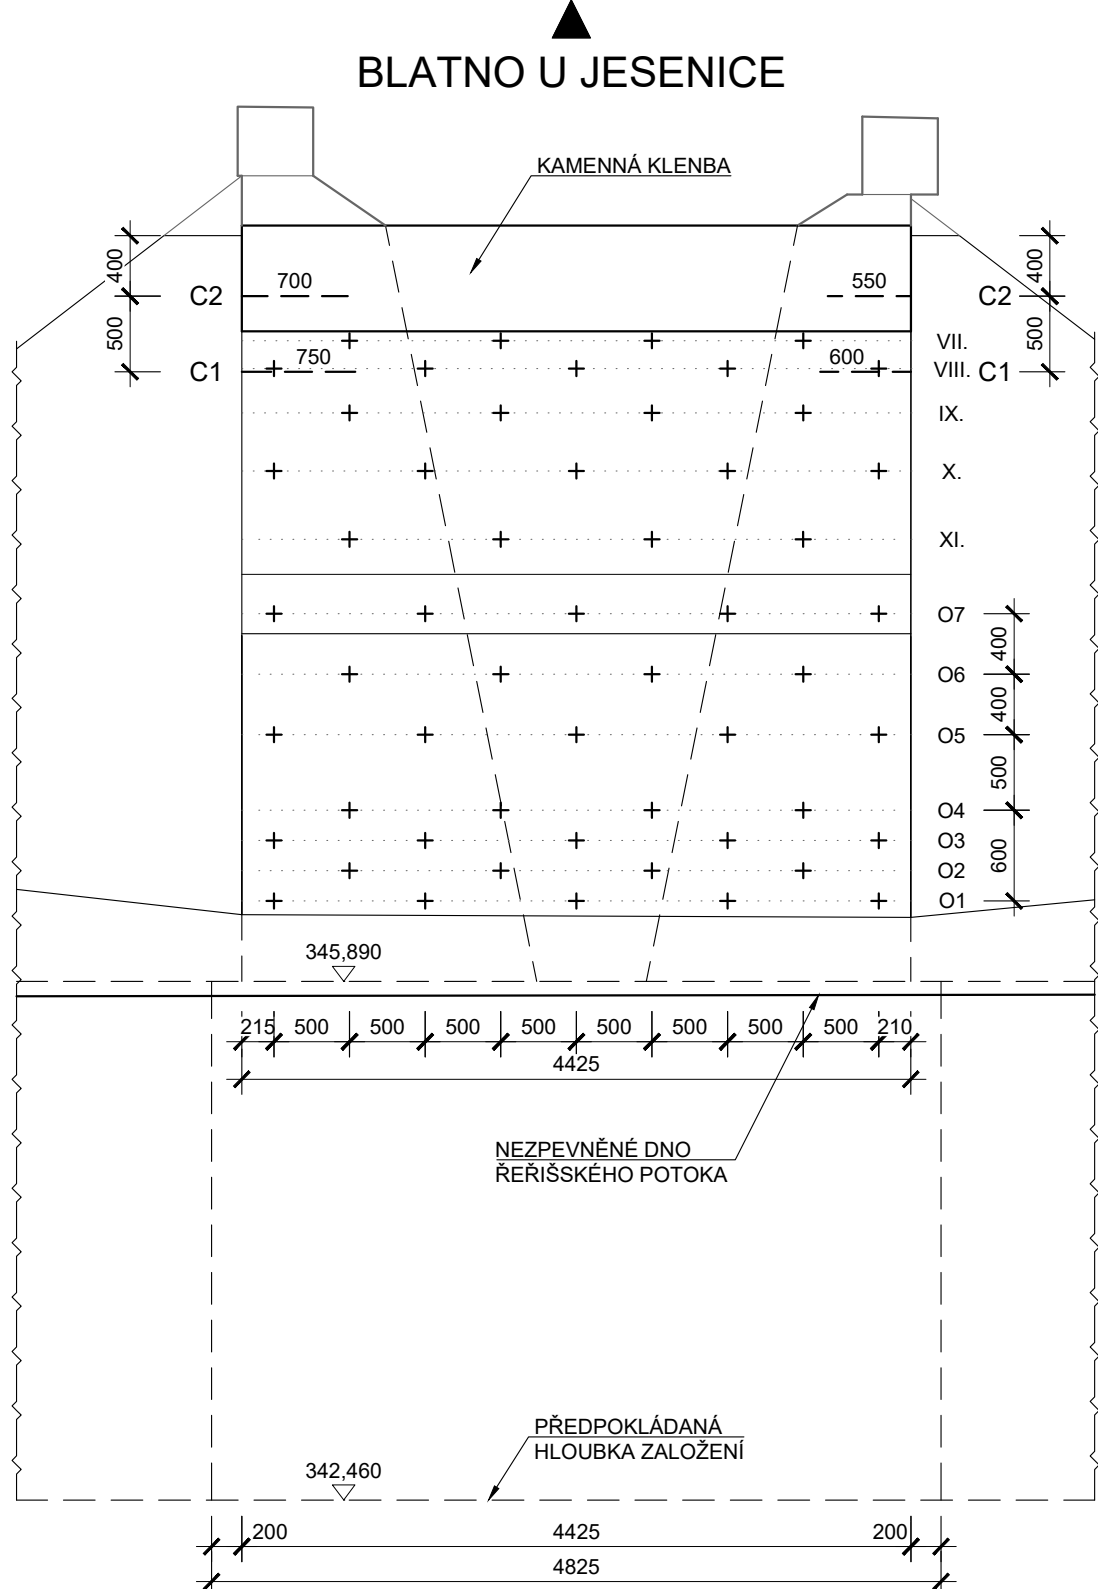 BLATNO U JESENICE
KAMENNÁ KLENBA
400
500
C2
C1
700
750
550
600
C2
C1
400
500
VII.
VIII.
IX.
X.
XI.
O7
O6
O5
O4
O3
O2
O1
400
400
500
600
345,890
215 500 500 500 500 500 500 500 500 210
4425
NEZPEVNĚNÉ DNO
ŘEŘIŠSKÉHO POTOKA
PŘEDPOKLÁDANÁ
HLOUBKA ZALOŽENÍ
342,460
200 4425 200
4825